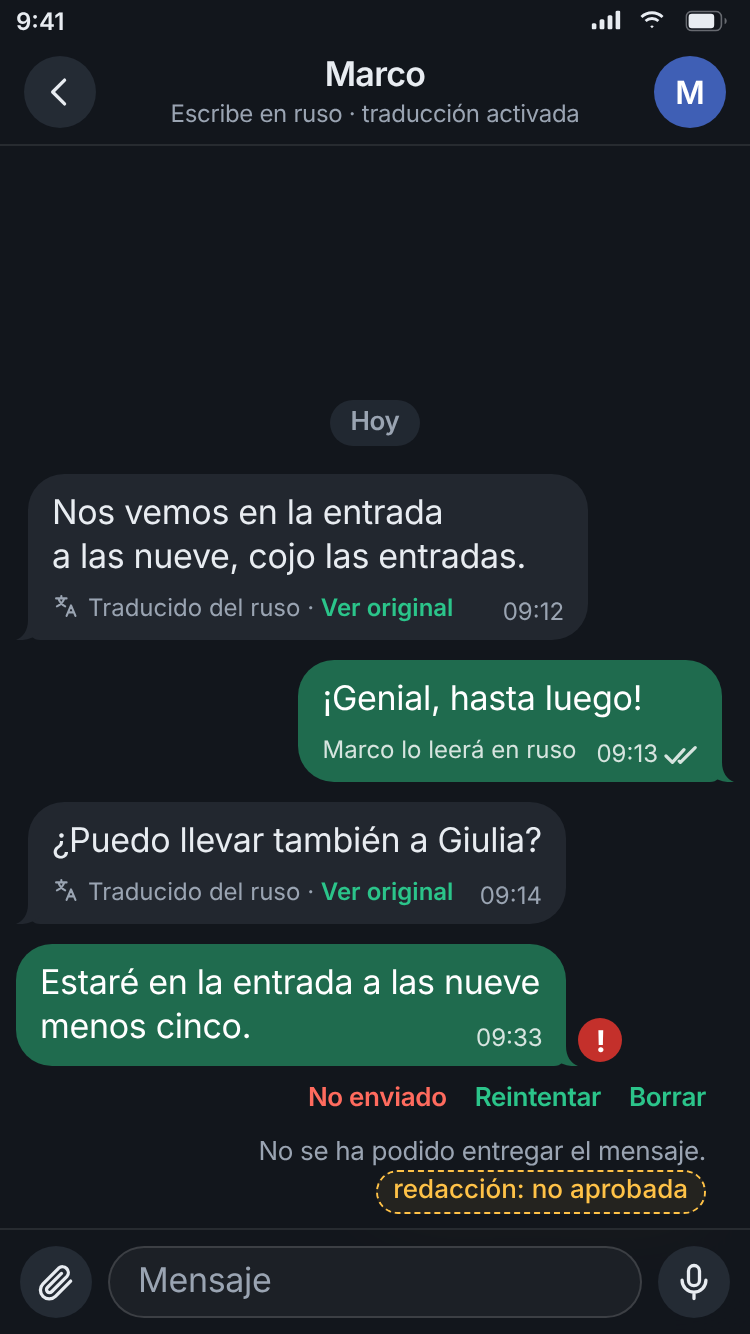 9:41
Marco
Escribe en ruso · traducción activada
M
Hoy
Nos vemos en la entrada
a las nueve, cojo las entradas.
Traducido del ruso · Ver original 09:12
¡Genial, hasta luego!
Marco lo leerá en ruso 09:13
¿Puedo llevar también a Giulia?
Traducido del ruso · Ver original 09:14
Estaré en la entrada a las nueve
menos cinco. 09:33
!
No enviado Reintentar Borrar
No se ha podido entregar el mensaje.
redacción: no aprobada
Mensaje